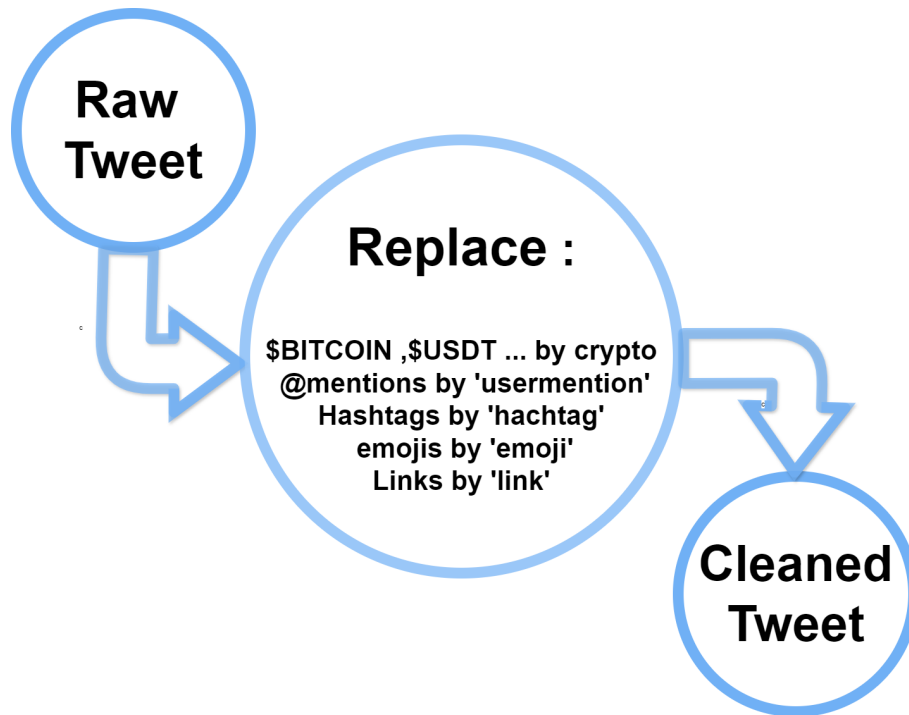 Raw
Tweet
Replace :
$BITCOIN ,$USDT ... by crypto
@mentions by 'usermention'
Hashtags by 'hachtag'
emojis by 'emoji'
Links by 'link'
c
Cleaned
Tweet